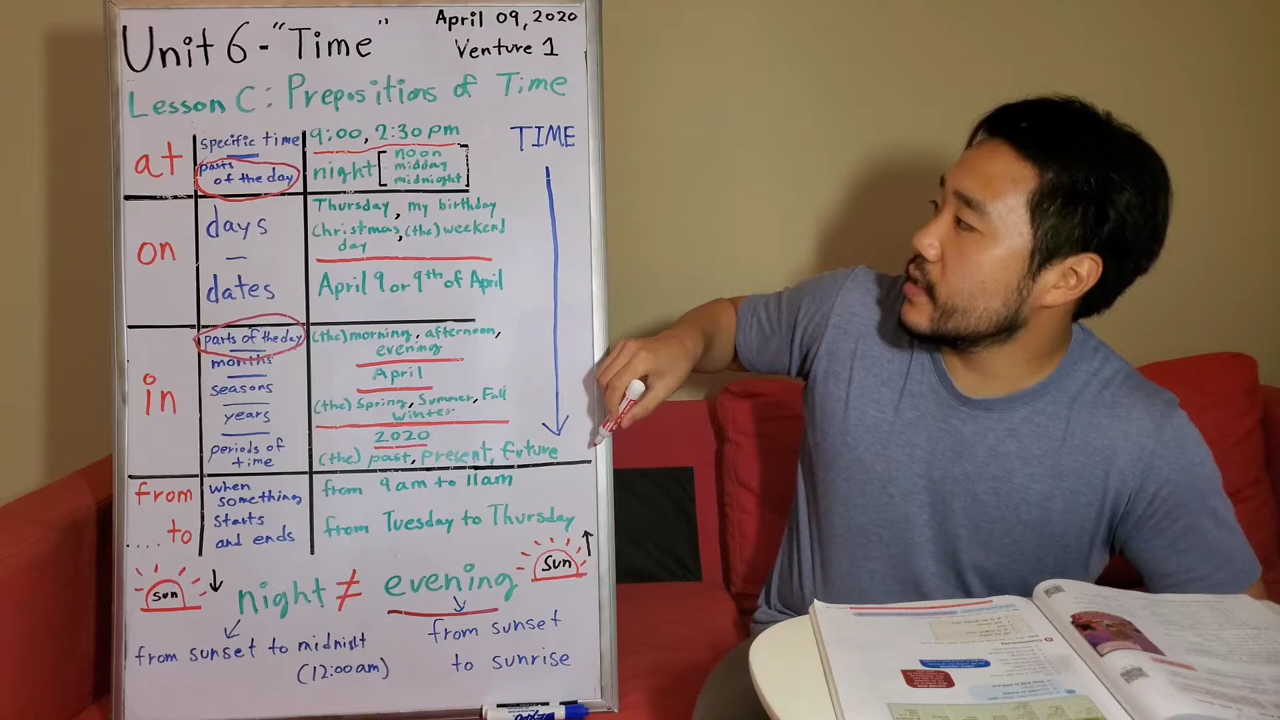 April 09, 2020
Unit 6 - "Time"
Venture 1
Lesson C: Prepositions of Time
at
specific time
9:00, 2:30 pm
parts
of the day
night
noon
midday
midnight
TIME
on
days
–
dates
Thursday, my birthday
Christmas, (the) weekend
day
April 9 or 9th of April
in
parts of the day
(the) morning, afternoon,
evening
months
April
seasons
(the) Spring, Summer, Fall
Winter
years
2020
periods of
time
(the) past, present, future
from
.... to
when
something
starts
and ends
from 9am to 11am
from Tuesday to Thursday
sun
night ≠ evening
sun
from sunset to midnight
(12:00am)
from sunset
to sunrise
EXPO